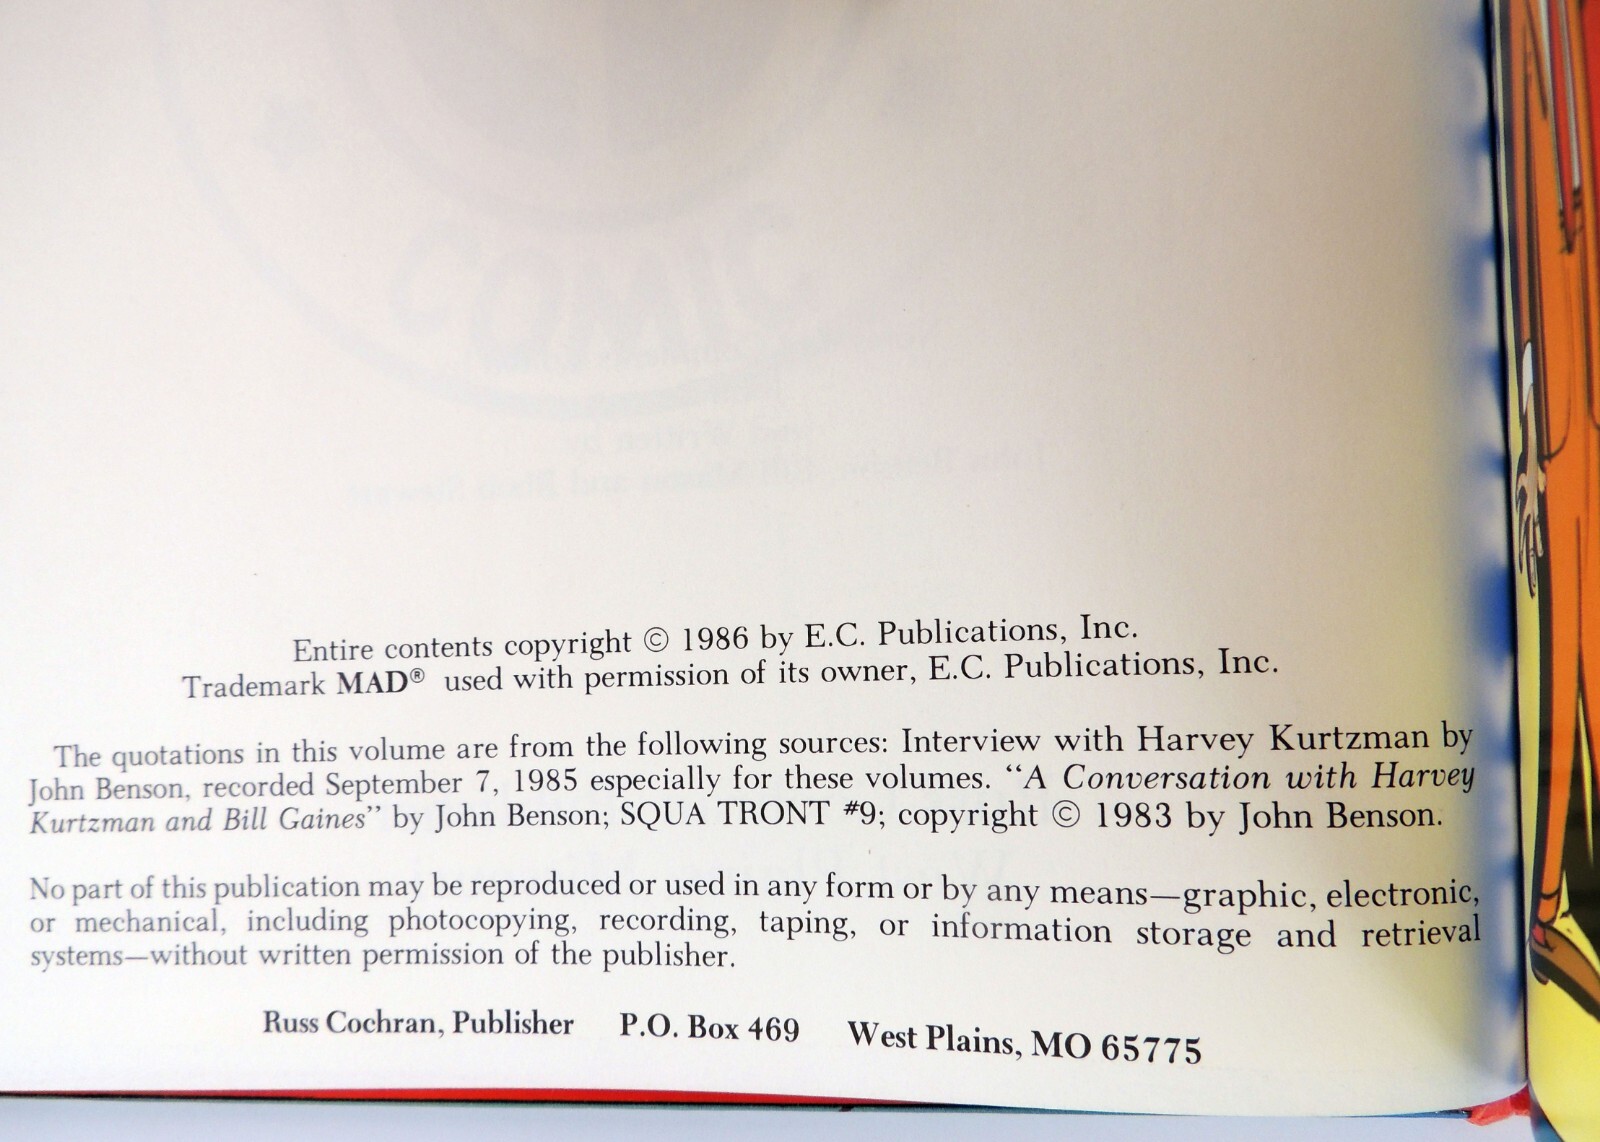 Entire contents copyright © 1986 by E.C. Publications, Inc.
Trademark MAD® used with permission of its owner, E.C. Publications, Inc.
The quotations in this volume are from the following sources: Interview with Harvey Kurtzman by
John Benson, recorded September 7, 1985 especially for these volumes. “A Conversation with Harvey
Kurtzman and Bill Gaines” by John Benson; SQUA TRONT #9; copyright © 1983 by John Benson.
No part of this publication may be reproduced or used in any form or by any means—graphic, electronic,
or mechanical, including photocopying, recording, taping, or information storage and retrieval
systems—without written permission of the publisher.
Russ Cochran, Publisher P.O. Box 469 West Plains, MO 65775